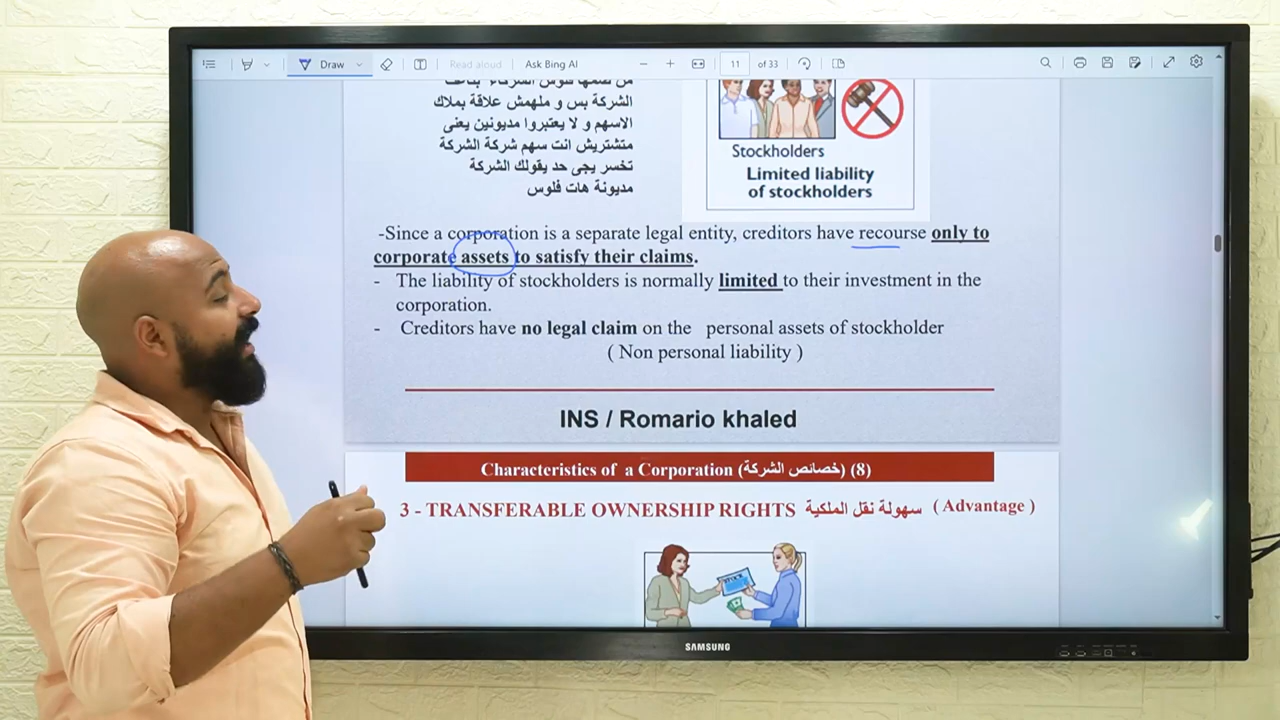 Draw
Read aloud
Ask Bing AI
11 of 33
الشركة بس و ملهمش علاقة بملاك
الاسهم و لا يعتبروا مديونين يعنى
متشتريش انت سهم شركة الشركة
تخسر يجى حد يقولك الشركة
مديونة هات فلوس
Stockholders
Limited liability
of stockholders
-Since a corporation is a separate legal entity, creditors have recourse only to
corporate assets to satisfy their claims.
- The liability of stockholders is normally limited to their investment in the
corporation.
- Creditors have no legal claim on the personal assets of stockholder
( Non personal liability )
INS / Romario khaled
Characteristics of a Corporation (خصائص الشركة) (8)
3 - TRANSFERABLE OWNERSHIP RIGHTS سهولة نقل الملكية ( Advantage )
SAMSUNG